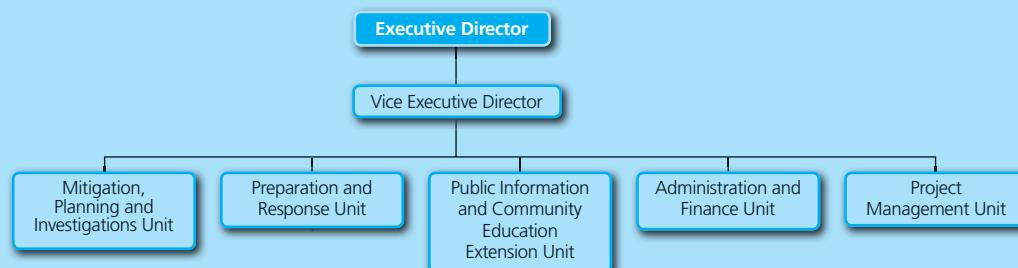 Executive Director
Vice Executive Director
Mitigation,
Planning and
Investigations Unit
Preparation and
Response Unit
Public Information
and Community
Education
Extension Unit
Administration and
Finance Unit
Project
Management Unit